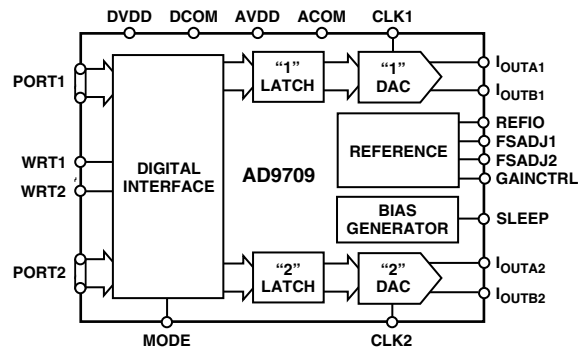 DVDD DCOM AVDD ACOM CLK1
PORT1
"1"
LATCH
"1"
DAC
IOUTA1
IOUTB1
REFIO
FSADJ1
FSADJ2
GAINCTRL
REFERENCE
WRT1
WRT2
DIGITAL
INTERFACE
AD9709
BIAS
GENERATOR
SLEEP
PORT2
"2"
LATCH
"2"
DAC
IOUTA2
IOUTB2
MODE
CLK2